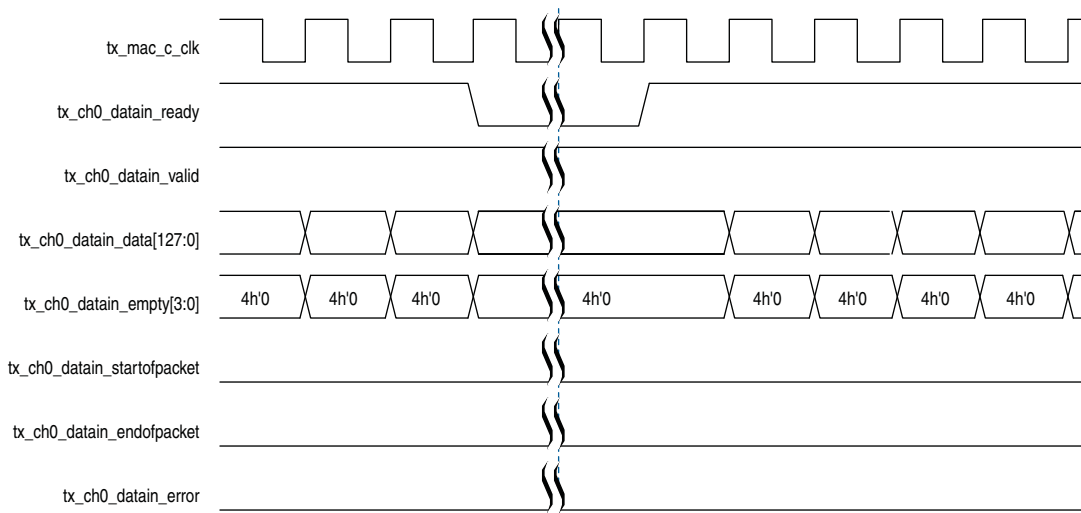 tx_mac_c_clk
tx_ch0_datain_ready
tx_ch0_datain_valid
tx_ch0_datain_data[127:0]
tx_ch0_datain_empty[3:0] 4h'0 4h'0 4h'0 4h'0 4h'0 4h'0 4h'0 4h'0
tx_ch0_datain_startofpacket
tx_ch0_datain_endofpacket
tx_ch0_datain_error